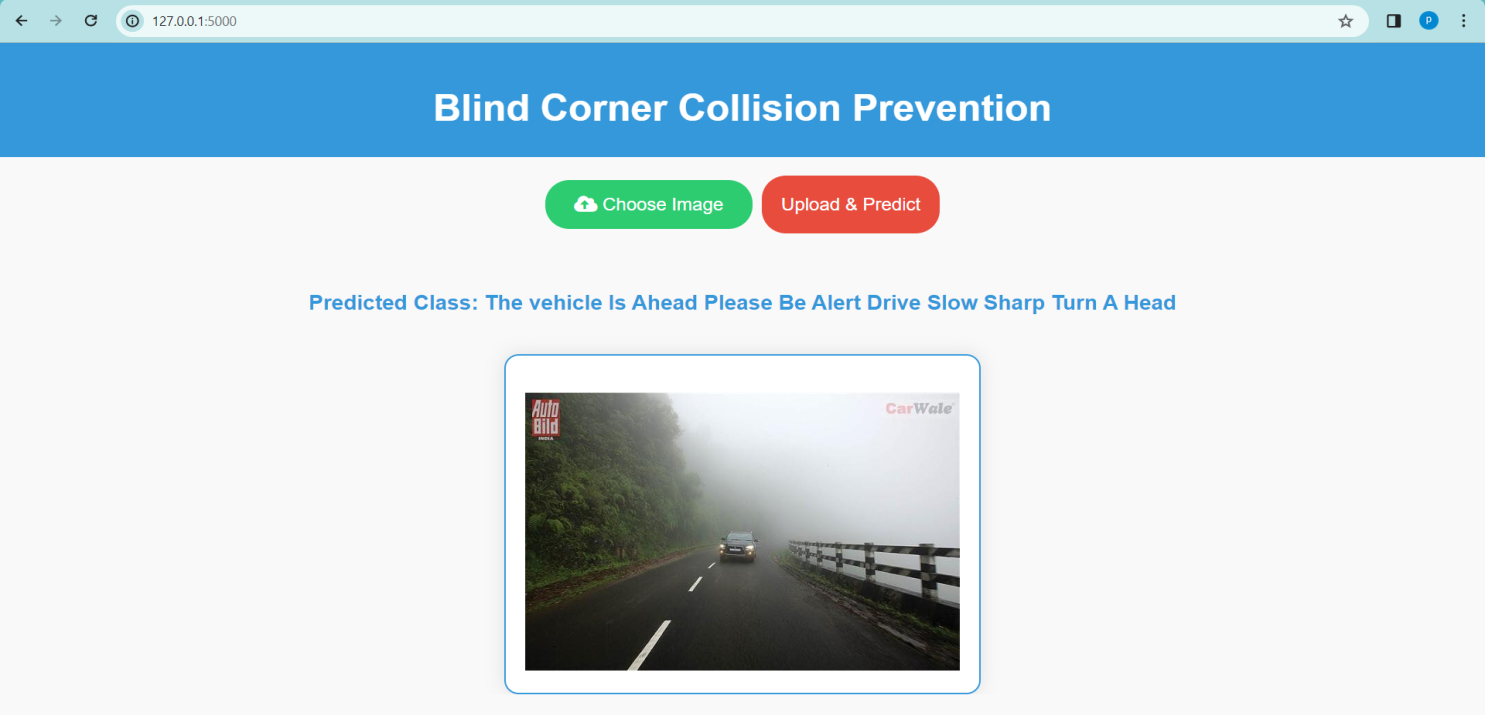 127.0.0.1:5000
P
Blind Corner Collision Prevention
Choose Image
Upload & Predict
Predicted Class: The vehicle Is Ahead Please Be Alert Drive Slow Sharp Turn A Head
Auto
Bild
INDIA
CarWale